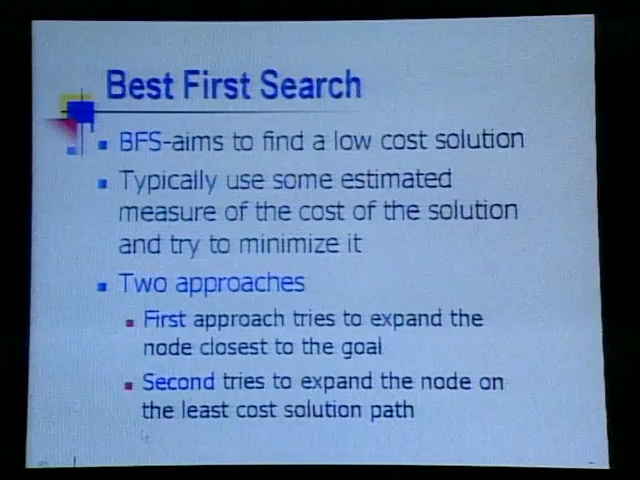 Best First Search
BFS-aims to find a low cost solution
Typically use some estimated
measure of the cost of the solution
and try to minimize it
Two approaches
First approach tries to expand the
node closest to the goal
Second tries to expand the node on
the least cost solution path